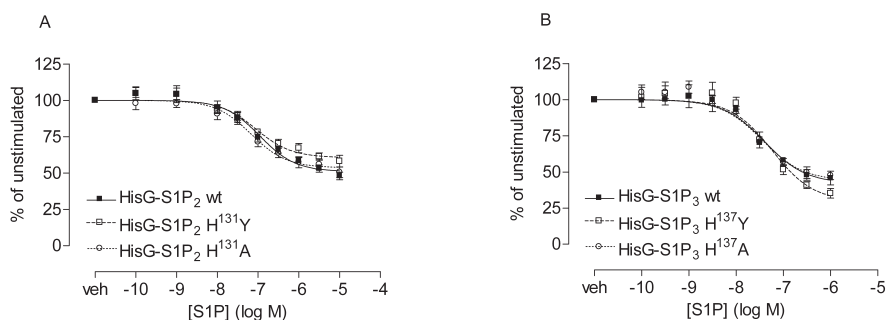 A
% of unstimulated
125
100
75
50
25
0
HisG-S1P₂ wt
HisG-S1P₂ H¹³¹Y
HisG-S1P₂ H¹³¹A
veh -10 -9 -8 -7 -6 -5 -4
[S1P] (log M)
B
% of unstimulated
125
100
75
50
25
0
HisG-S1P₃ wt
HisG-S1P₃ H¹³⁷Y
HisG-S1P₃ H¹³⁷A
veh -10 -9 -8 -7 -6 -5
[S1P] (log M)